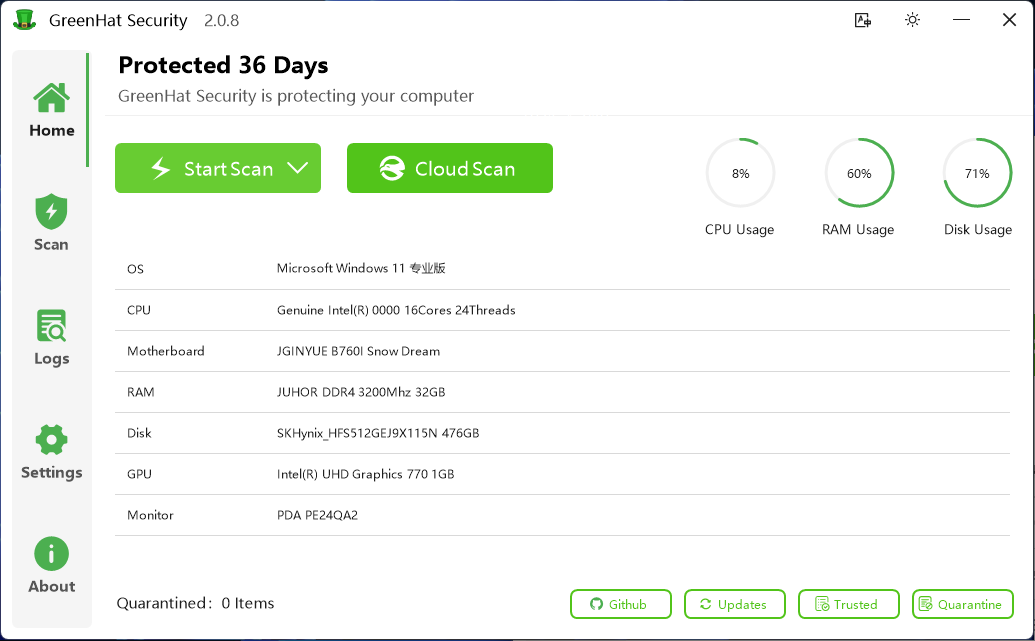 GreenHat Security 2.0.8
Protected 36 Days
GreenHat Security is protecting your computer
Home
Scan
Logs
Settings
About
Start Scan
Cloud Scan
8%
60%
71%
CPU Usage
RAM Usage
Disk Usage
OS Microsoft Windows 11 专业版
CPU Genuine Intel(R) 0000 16Cores 24Threads
Motherboard JGINYUE B760I Snow Dream
RAM JUHOR DDR4 3200Mhz 32GB
Disk SKHynix_HFS512GEJ9X115N 476GB
GPU Intel(R) UHD Graphics 770 1GB
Monitor PDA PE24QA2
Quarantined：0 Items
Github
Updates
Trusted
Quarantine